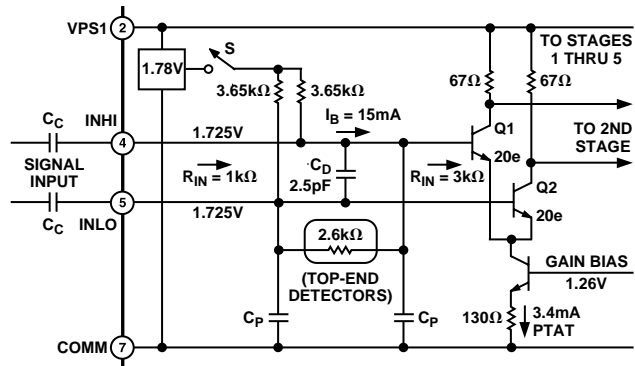 VPS1
2
1.78V
S
TO STAGES
1 THRU 5
3.65kΩ
3.65kΩ
67Ω
67Ω
I_B = 15mA
C_C
INHI
4
1.725V
Q1
TO 2ND
STAGE
SIGNAL
INPUT
R_IN = 1kΩ
C_D
2.5pF
R_IN = 3kΩ
20e
Q2
5
C_C
INLO
1.725V
20e
2.6kΩ
(TOP-END
DETECTORS)
GAIN BIAS
1.26V
C_P
C_P
130Ω
3.4mA
PTAT
COMM
7